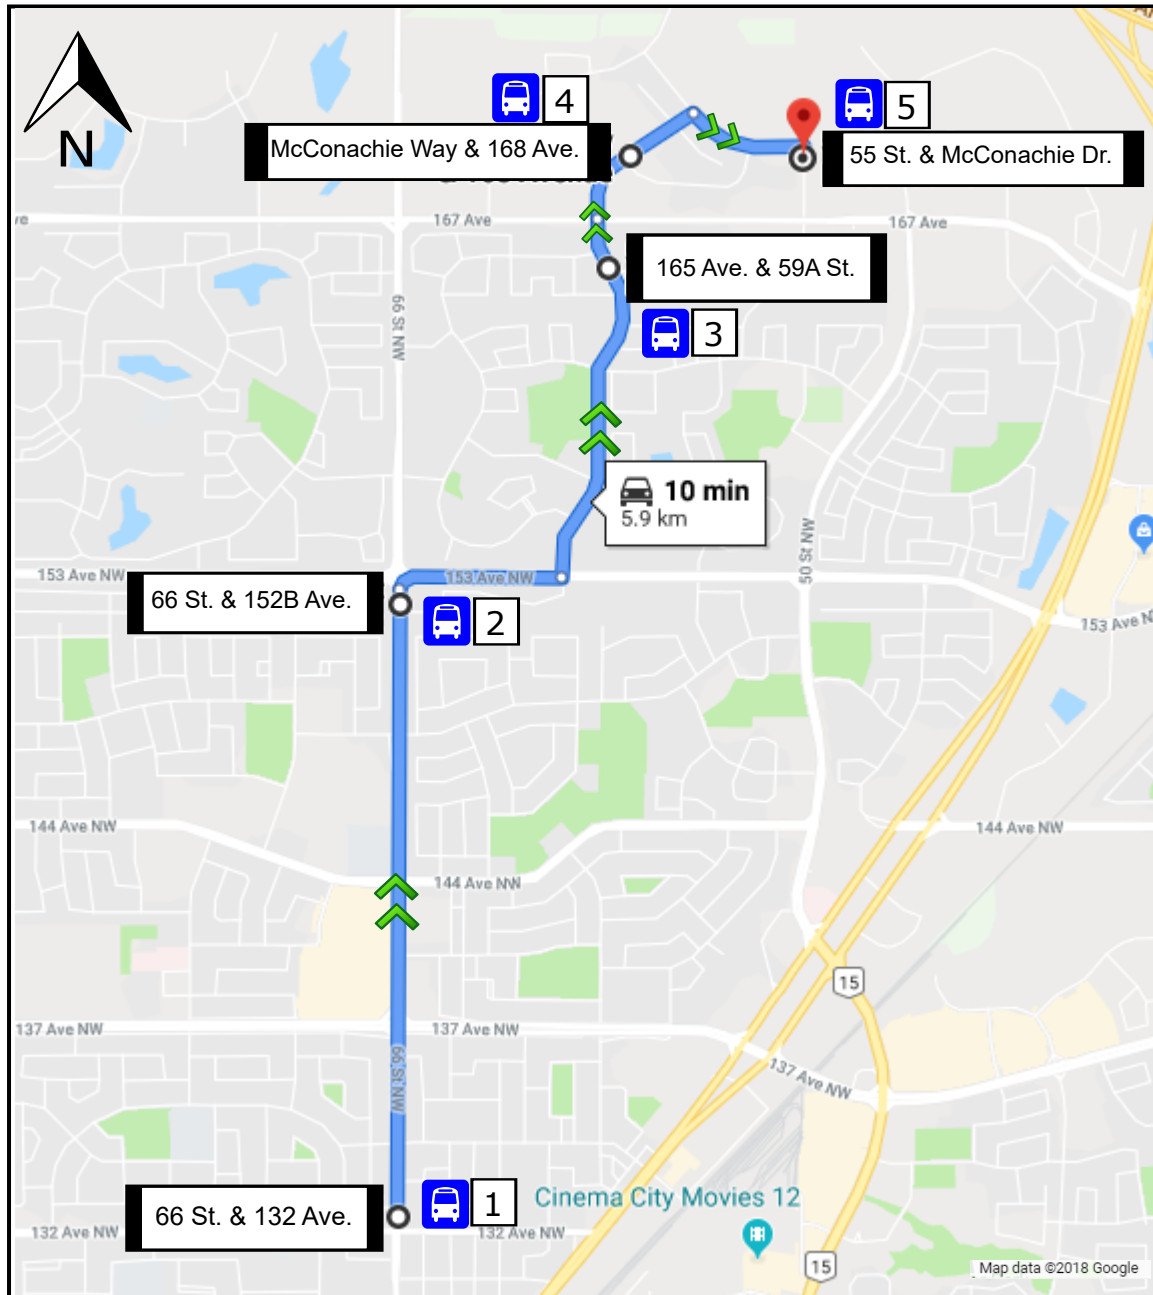 4
5
McConachie Way & 168 Ave.
55 St. & McConachie Dr.
N
167 Ave
167 Ave
165 Ave. & 59A St.
66 St NW
3
10 min
5.9 km
50 St NW
153 Ave NW
153 Ave NW
66 St. & 152B Ave.
2
153 Ave N
144 Ave NW
144 Ave NW
144 Ave NW
15
137 Ave NW
137 Ave NW
66 St NW
137 Ave NW
66 St. & 132 Ave.
1
Cinema City Movies 12
132 Ave NW
132 Ave NW
15
Map data ©2018 Google